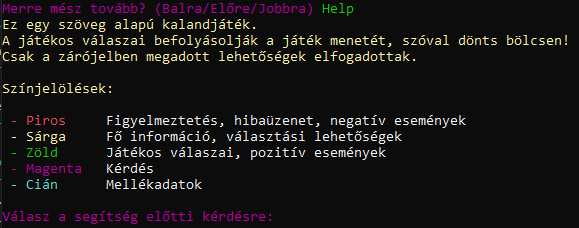 Merre mész tovább? (Balra/Előre/Jobbra) Help
Ez egy szöveg alapú kalandjáték.
A játékos válaszai befolyásolják a játék menetét, szóval dönts bölcsen!
Csak a zárójelben megadott lehetőségek elfogadottak.
Színjelölések:
- Piros Figyelmeztetés, hibaüzenet, negatív események
- Sárga Fő információ, választási lehetőségek
- Zöld Játékos válaszai, pozitív események
- Magenta Kérdés
- Cián Mellékadatok
Válasz a segítség előtti kérdésre: